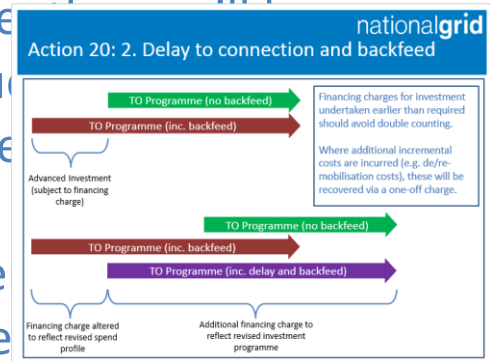 nationalgrid
Action 20: 2. Delay to connection and backfeed
TO Programme (no backfeed)
TO Programme (inc. backfeed)
Advanced Investment
(subject to financing
charge)
Financing charges for investment
undertaken earlier than required
should avoid double counting.
Where additional incremental
costs are incurred (e.g. de/re-
mobilisation costs), these will be
recovered via a one-off charge.
TO Programme (no backfeed)
TO Programme (inc. backfeed)
TO Programme (inc. delay and backfeed)
Financing charge altered
to reflect revised spend
profile
Additional financing charge to
reflect revised investment
programme